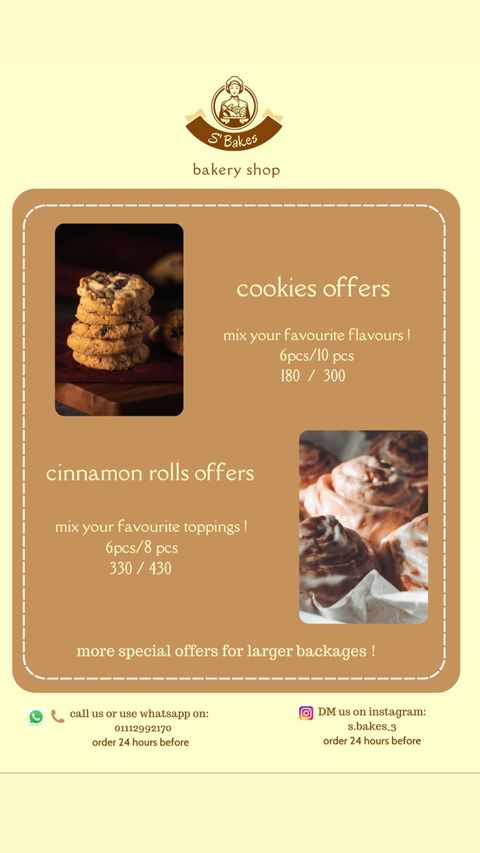 S' Bakes
bakery shop
cookies offers
mix your favourite flavours !
6pcs/10 pcs
180 / 300
cinnamon rolls offers
mix your favourite toppings !
6pcs/8 pcs
330 / 430
more special offers for larger backages !
call us or use whatsapp on:
01112992170
order 24 hours before
DM us on instagram:
s.bakes_3
order 24 hours before